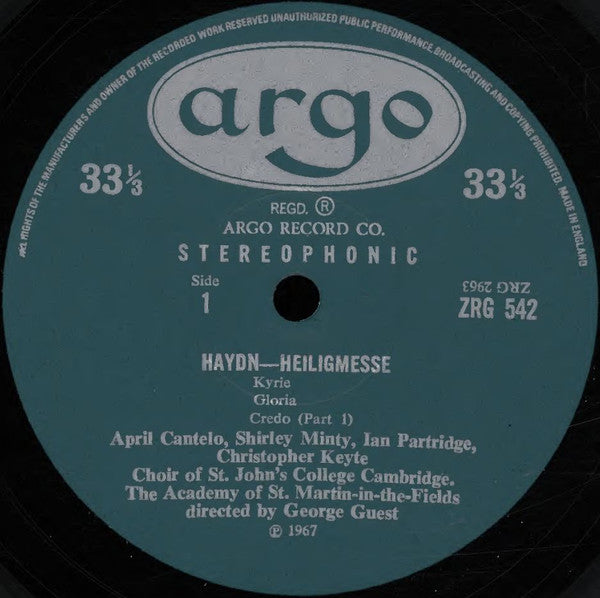 ALL RIGHTS OF THE MANUFACTURERS AND OWNER OF THE RECORDED WORK RESERVED UNAUTHORIZED PUBLIC PERFORMANCE BROADCASTING AND COPYING PROHIBITED. MADE IN ENGLAND
argo
33⅓ 33⅓
REGD. ®
ARGO RECORD CO.
STEREOPHONIC
Side
1
ZRG 2963
ZRG 542
HAYDN—HEILIGMESSE
Kyrie
Gloria
Credo (Part 1)
April Cantelo, Shirley Minty, Ian Partridge,
Christopher Keyte
Choir of St. John's College Cambridge.
The Academy of St. Martin-in-the-Fields
directed by George Guest
℗ 1967